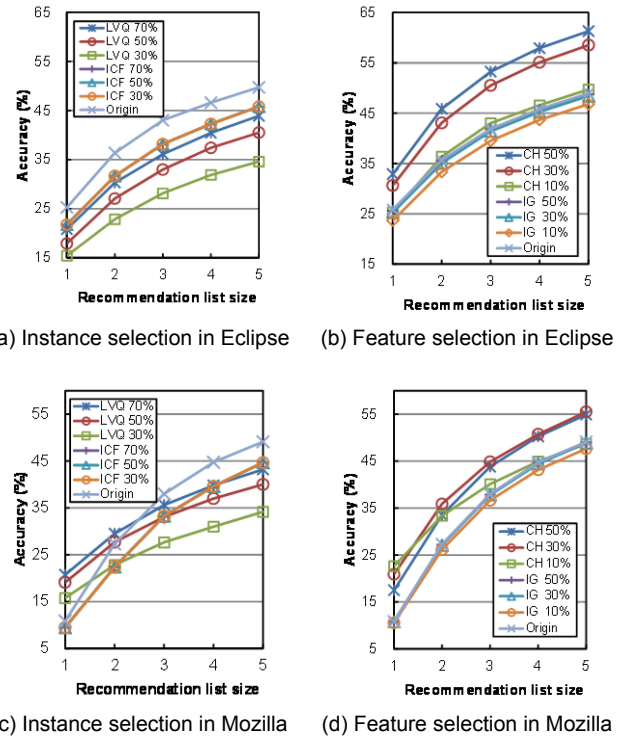 65
55
45
35
25
15
Accuracy (%)
LVQ 70%
LVQ 50%
LVQ 30%
ICF 70%
ICF 50%
ICF 30%
Origin
1 2 3 4 5
Recommendation list size
a) Instance selection in Eclipse
65
55
45
35
25
15
Accuracy (%)
CH 50%
CH 30%
CH 10%
IG 50%
IG 30%
IG 10%
Origin
1 2 3 4 5
Recommendation list size
(b) Feature selection in Eclipse
55
45
35
25
15
5
Accuracy (%)
LVQ 70%
LVQ 50%
LVQ 30%
ICF 70%
ICF 50%
ICF 30%
Origin
1 2 3 4 5
Recommendation list size
c) Instance selection in Mozilla
55
45
35
25
15
5
Accuracy (%)
CH 50%
CH 30%
CH 10%
IG 50%
IG 30%
IG 10%
Origin
1 2 3 4 5
Recommendation list size
(d) Feature selection in Mozilla